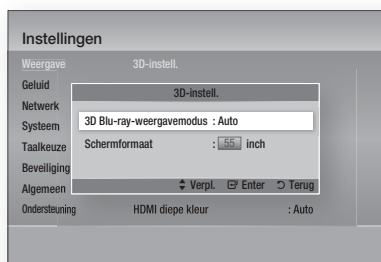 Instellingen
Weergave 3D-instell.
Geluid
3D-instell.
Netwerk
Systeem
3D Blu-ray-weergavemodus : Auto
Taalkeuze
Schermformaat : 55 inch
Beveiliging
Algemeen
Verpl. Enter Terug
Ondersteuning HDMI diepe kleur : Auto